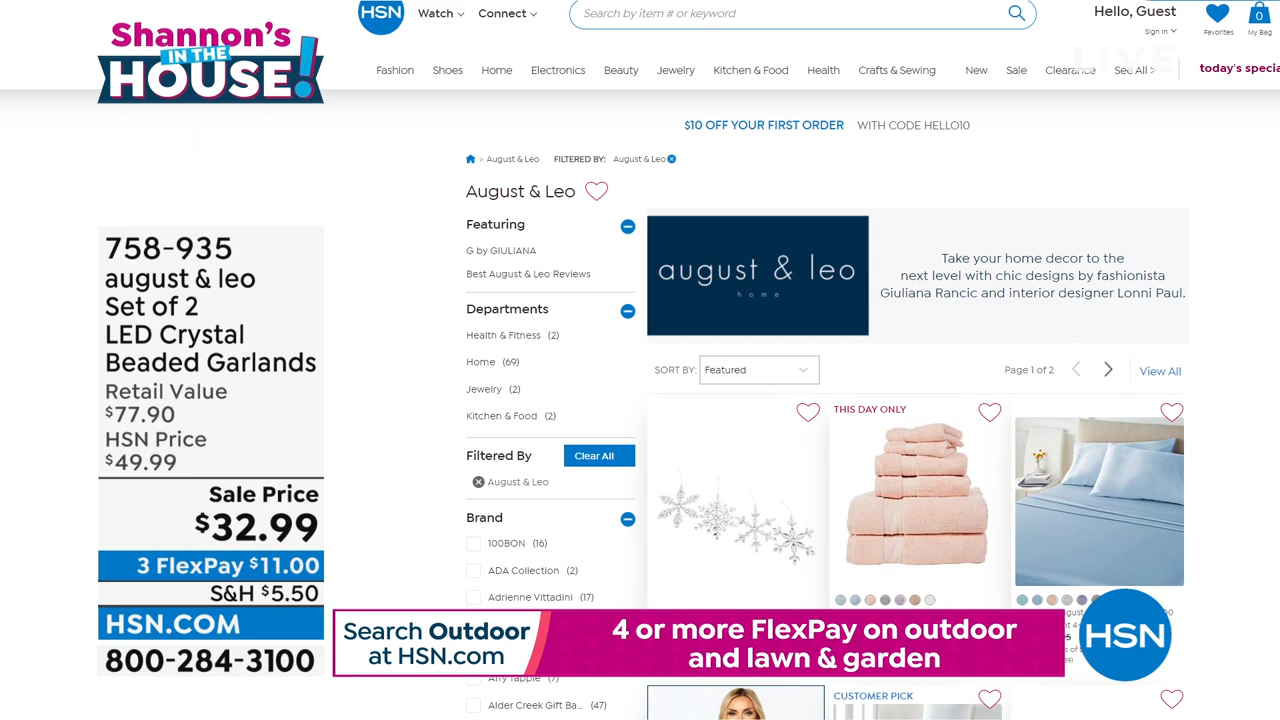 Shannon's
IN THE
HOUSE!
HSN
Watch
Connect
Search by item # or keyword
Hello, Guest
Sign In
Favorites
0
My Bag
LIVE
Fashion
Shoes
Home
Electronics
Beauty
Jewelry
Kitchen & Food
Health
Crafts & Sewing
New
Sale
Clearance
See All >
today's specia
$10 OFF YOUR FIRST ORDER WITH CODE HELLO10
> August & Leo FILTERED BY: August & Leo
August & Leo
Featuring
G by GIULIANA
Best August & Leo Reviews
Departments
Health & Fitness (2)
Home (69)
Jewelry (2)
Kitchen & Food (2)
Filtered By
Clear All
August & Leo
Brand
100BON (16)
ADA Collection (2)
Adrienne Vittadini (17)
Alder Creek Gift Ba... (47)
august & leo
home
Take your home decor to the
next level with chic designs by fashionista
Giuliana Rancic and interior designer Lonni Paul.
SORT BY: Featured
Page 1 of 2
View All
THIS DAY ONLY
CUSTOMER PICK
758-935
august & leo
Set of 2
LED Crystal
Beaded Garlands
Retail Value
$77.90
HSN Price
$49.99
Sale Price
$32.99
3 FlexPay $11.00
S&H $5.50
HSN.COM
800-284-3100
Search Outdoor
at HSN.com
4 or more FlexPay on outdoor
and lawn & garden
HSN